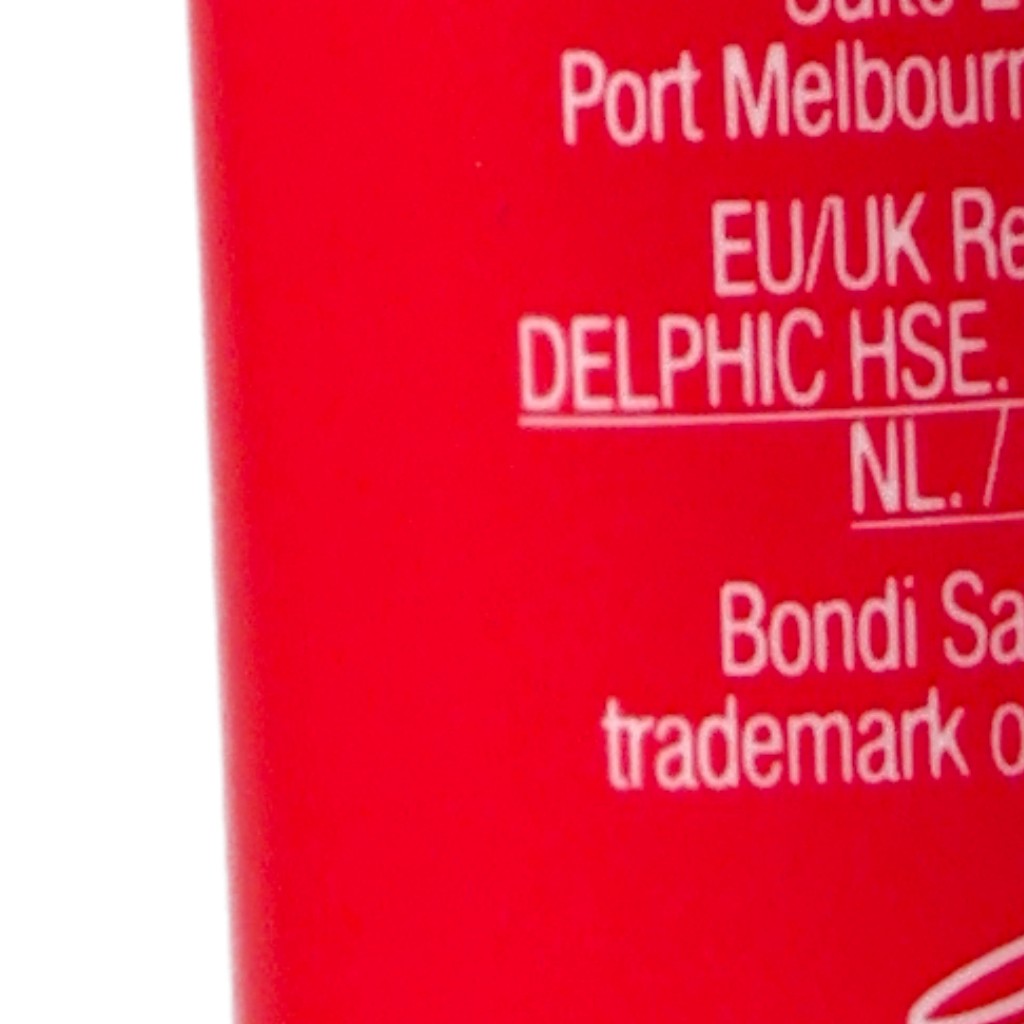 Port Melbourn
EU/UK Re
DELPHIC HSE.
NL. /
Bondi Sa
trademark o